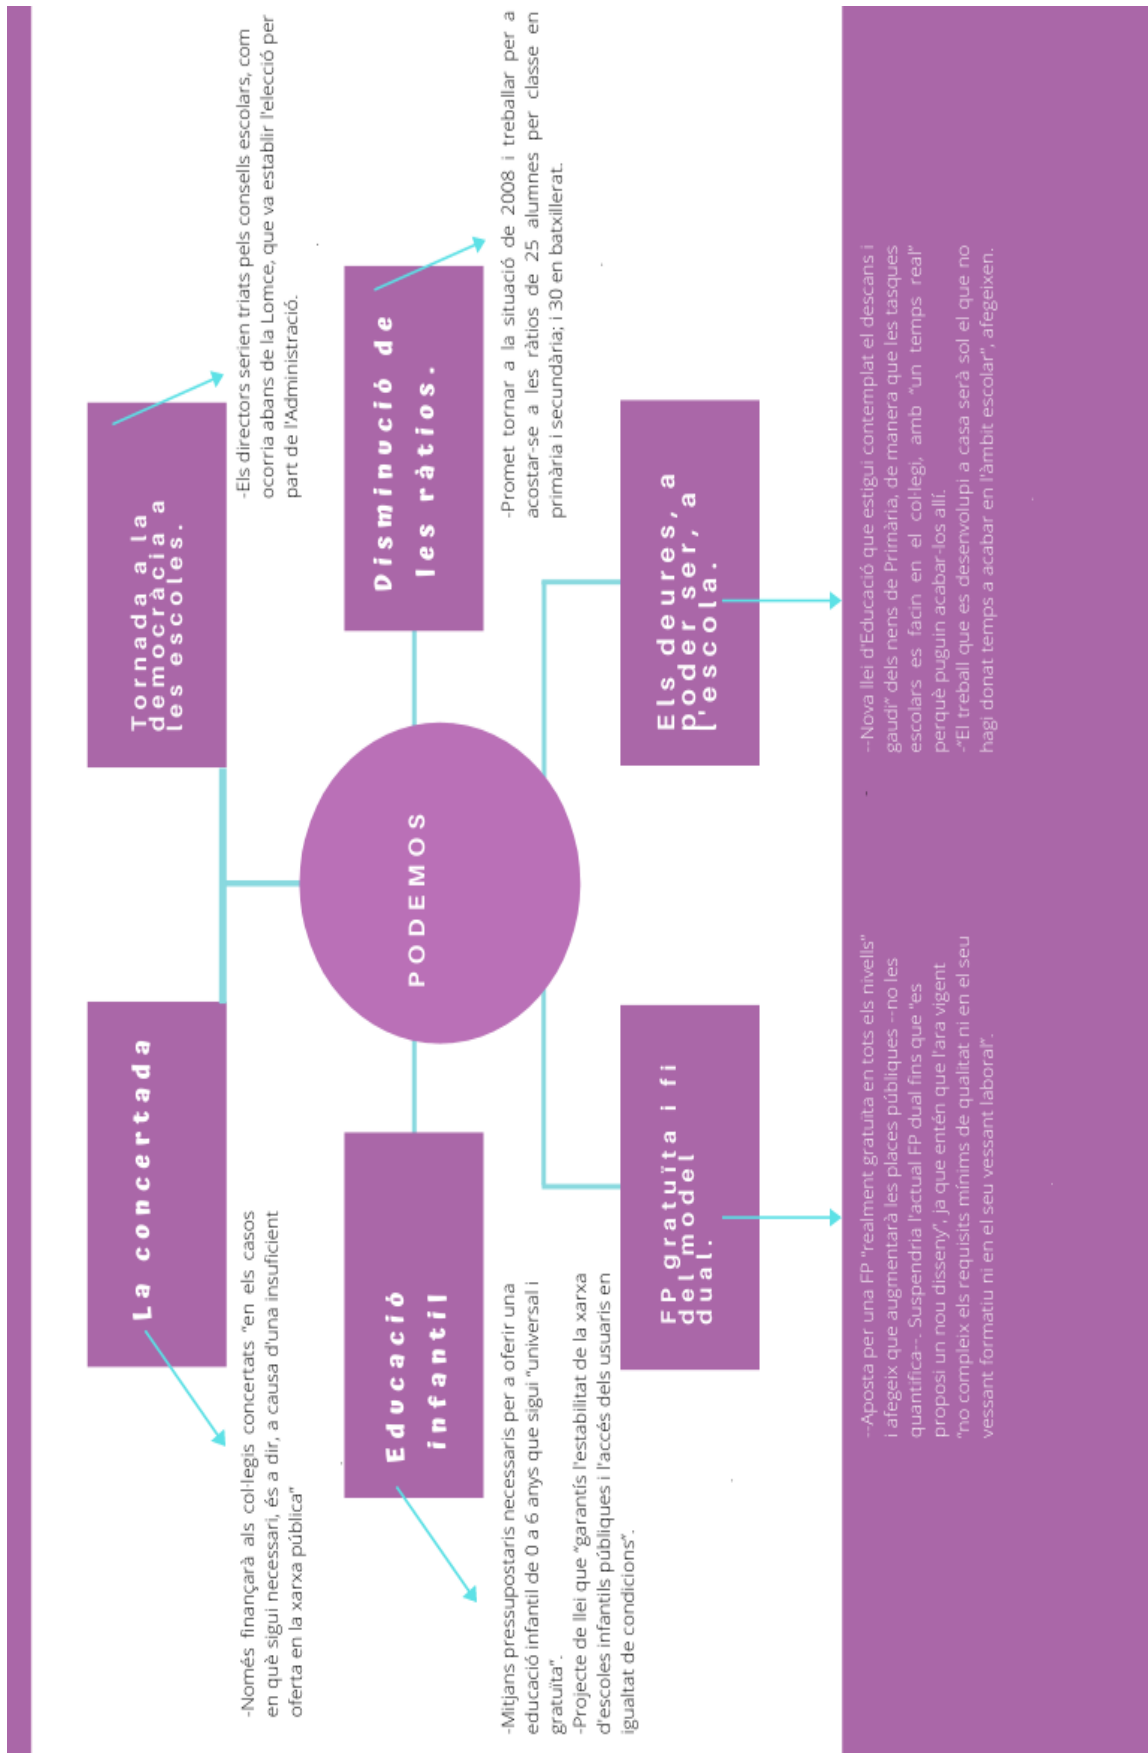 La concertada
-Només finançarà als col·legis concertats "en els casos
en què sigui necessari, és a dir, a causa d'una insuficient
oferta en la xarxa pública"
Tornada a la
democràcia a
les escoles.
-Els directors serien triats pels consells escolars, com
ocorria abans de la Lomce, que va establir l'elecció per
part de l'Administració.
Educació
infantil
-Mitjans pressupostaris necessaris per a oferir una
educació infantil de 0 a 6 anys que sigui "universal i
gratuïta".
-Projecte de llei que "garantís l'estabilitat de la xarxa
d'escoles infantils públiques i l'accés dels usuaris en
igualtat de condicions".
PODEMOS
Disminució de
les ràtios.
-Promet tornar a la situació de 2008 i treballar per a
acostar-se a les ràtios de 25 alumnes per classe en
primària i secundària; i 30 en batxillerat.
FP gratuïta i fi
del model
dual.
--Aposta per una FP "realment gratuïta en tots els nivells"
i afegeix que augmentarà les places públiques --no les
quantifica--. Suspendria l'actual FP dual fins que "es
proposi un nou disseny", ja que entén que l'ara vigent
"no compleix els requisits mínims de qualitat ni en el seu
vessant formatiu ni en el seu vessant laboral".
Els deures, a
poder ser, a
l'escola.
--Nova llei d'Educació que estigui contemplat el descans i
gaudi" dels nens de Primària, de manera que les tasques
escolars es facin en el col·legi, amb "un temps real"
perquè puguin acabar-los allí.
-"El treball que es desenvolupi a casa serà sol el que no
hagi donat temps a acabar en l'àmbit escolar", afegeixen.